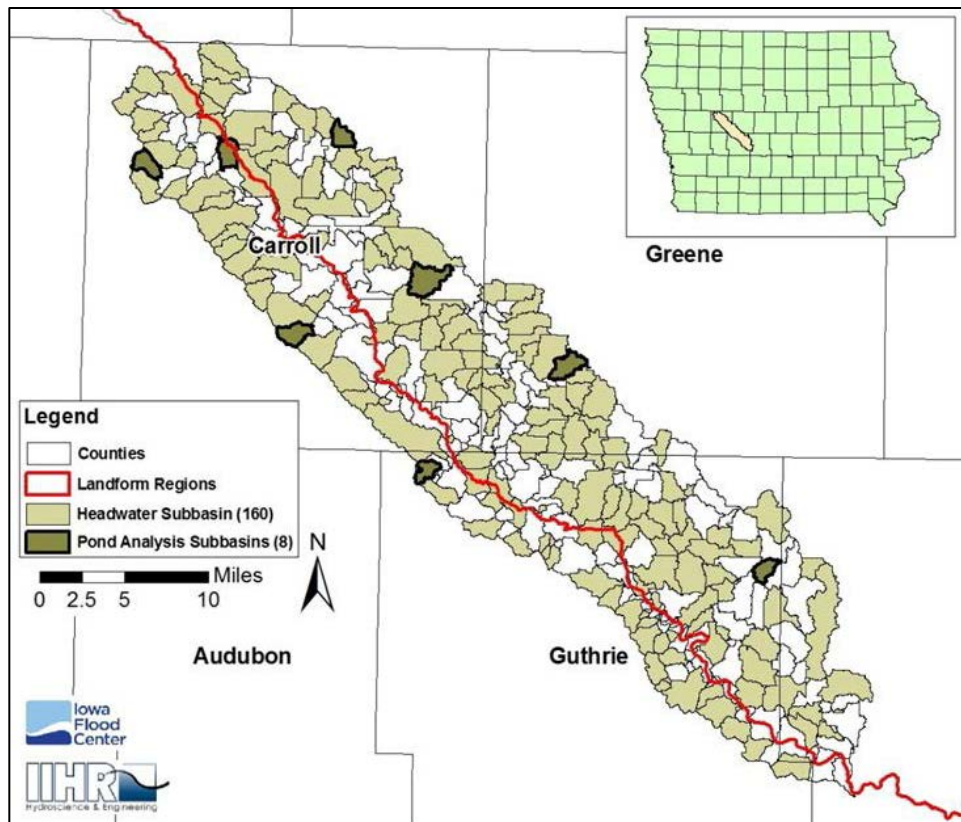 Carroll
Greene
Legend
Counties
Landform Regions
Headwater Subbasin (160)
Pond Analysis Subbasins (8)
Miles
0 2.5 5 10
N
Audubon
Guthrie
Iowa
Flood
Center
IIHR
Hydroscience & Engineering